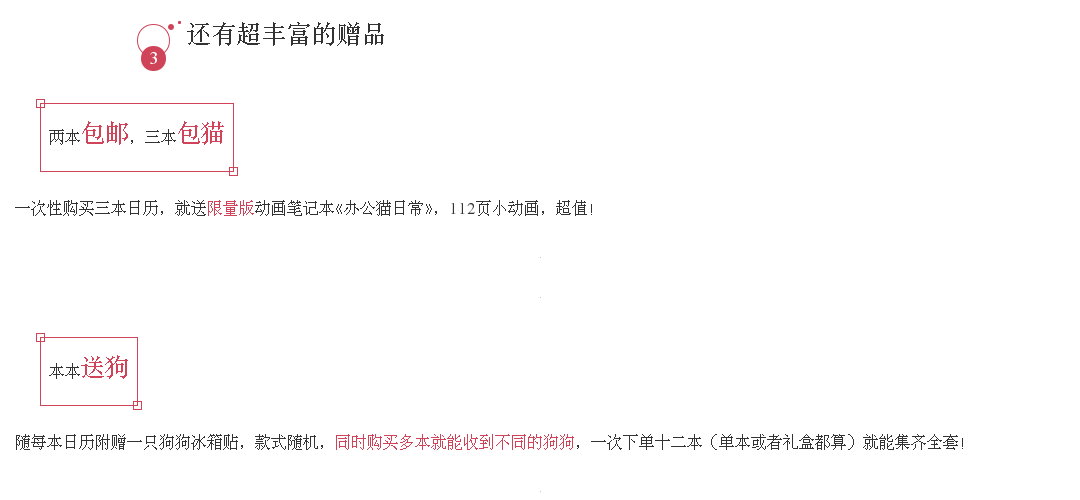 3
还有超丰富的赠品
两本包邮，三本包猫
一次性购买三本日历，就送限量版动画笔记本《办公猫日常》，112页小动画，超值！
本本送狗
随每本日历附赠一只狗狗冰箱贴，款式随机，同时购买多本就能收到不同的狗狗，一次下单十二本（单本或者礼盒都算）就能集齐全套！